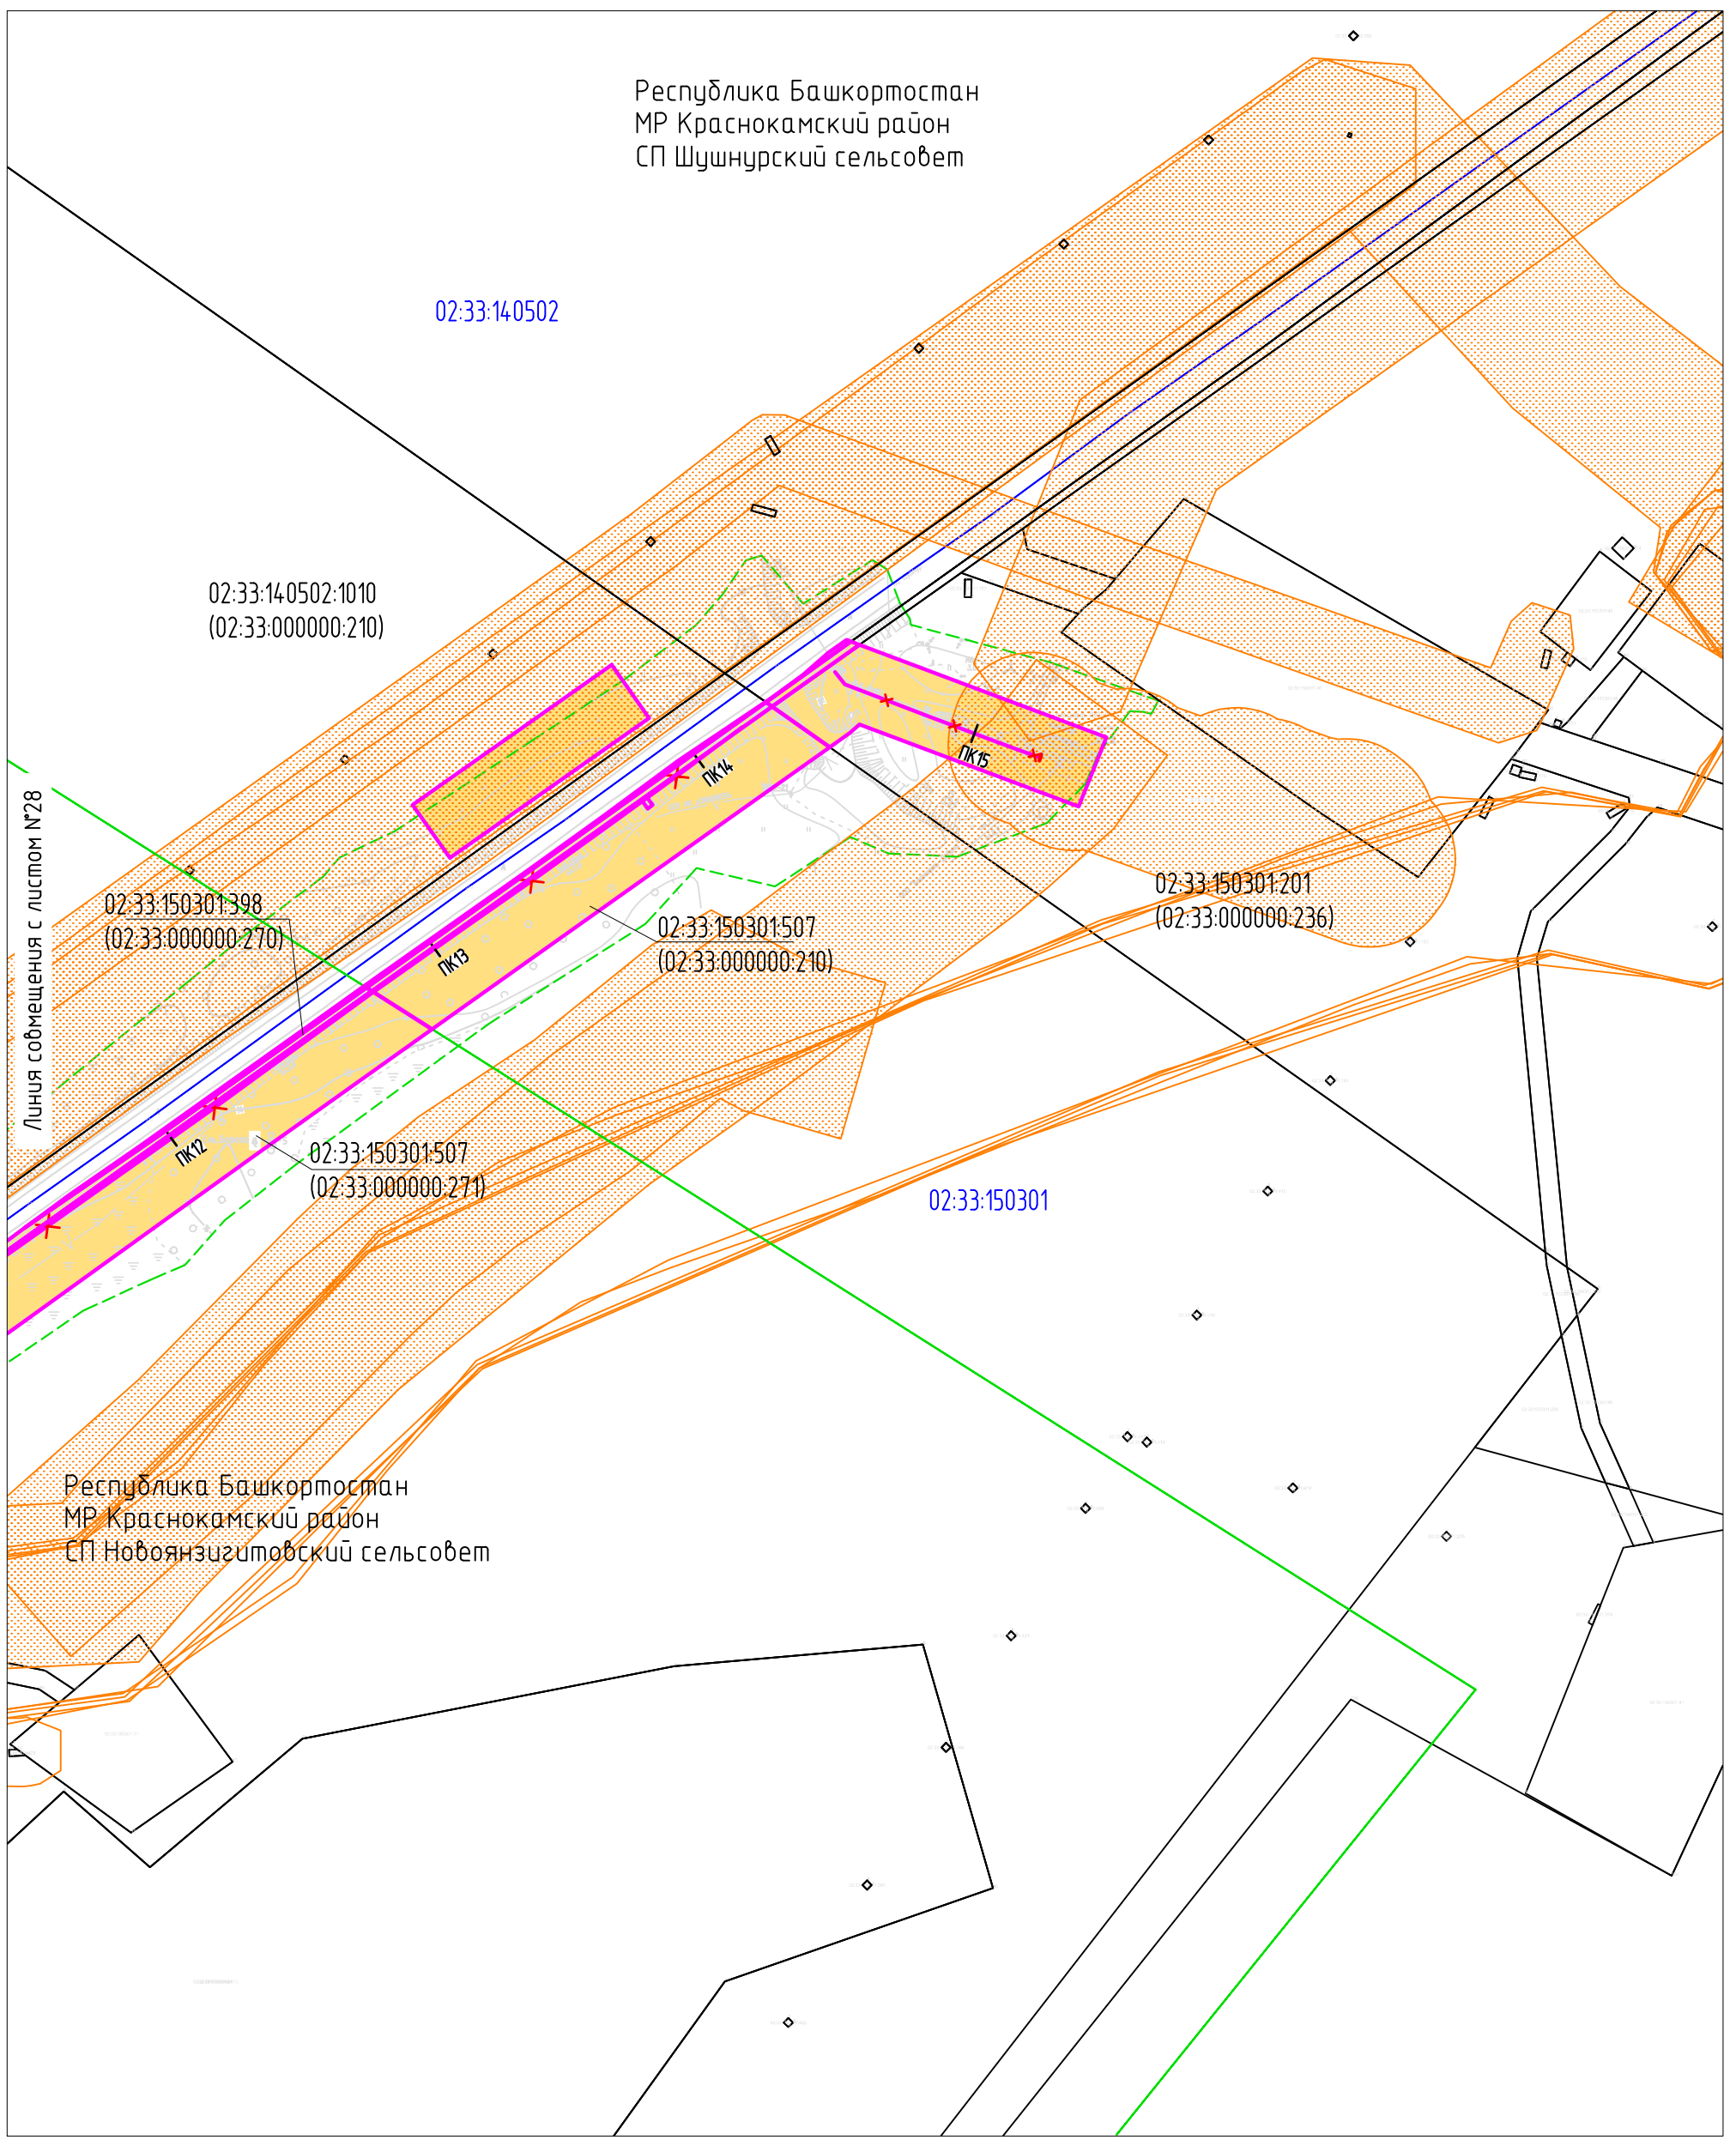 Республика Башкортостан
МР Краснокамский район
СП Шушнурский сельсовет
02:33:140502
02:33:140502:1010
(02:33:000000:210)
ПК15
ПК14
Линия совмещения с листом №28
02:33:150301:398
(02:33:000000:270)
02:33:150301:201
(02:33:000000:236)
02:33:150301:507
(02:33:000000:210)
ПК13
ПК12
02:33:150301:507
(02:33:000000:271)
02:33:150301
Республика Башкортостан
МР Краснокамский район
СП Новоянзигитовский сельсовет